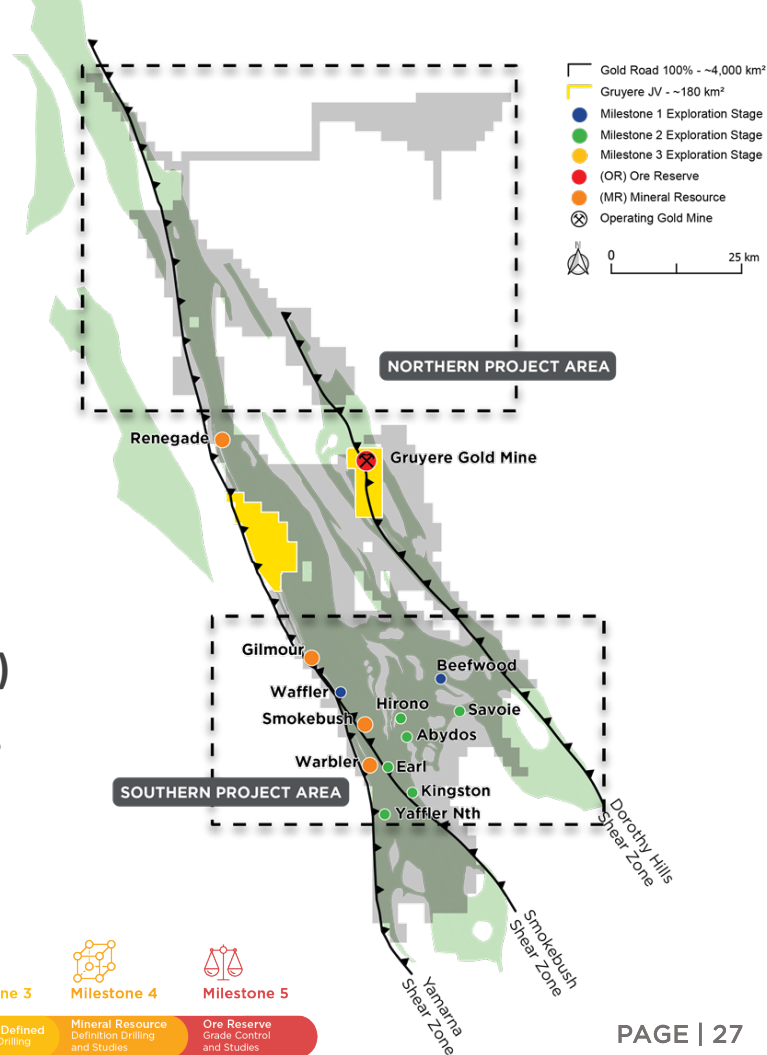 Gold Road 100% - ~4,000 km²
Gruyere JV - ~180 km²
Milestone 1 Exploration Stage
Milestone 2 Exploration Stage
Milestone 3 Exploration Stage
(OR) Ore Reserve
(MR) Mineral Resource
Operating Gold Mine
N
0
25 km
NORTHERN PROJECT AREA
Renegade
Gruyere Gold Mine
)
Gilmour
Beefwood
Waffler
Hirono
Savoie
Smokebush
Abydos
Warbler
Earl
SOUTHERN PROJECT AREA
Kingston
Yaffler Nth
Dorothy Hills
Shear Zone
Smokebush
Shear Zone
Yamarna
Shear Zone
ne 3
Milestone 4
Milestone 5
Defined
Drilling
Mineral Resource
Definition Drilling
and Studies
Ore Reserve
Grade Control
and Studies
PAGE | 27